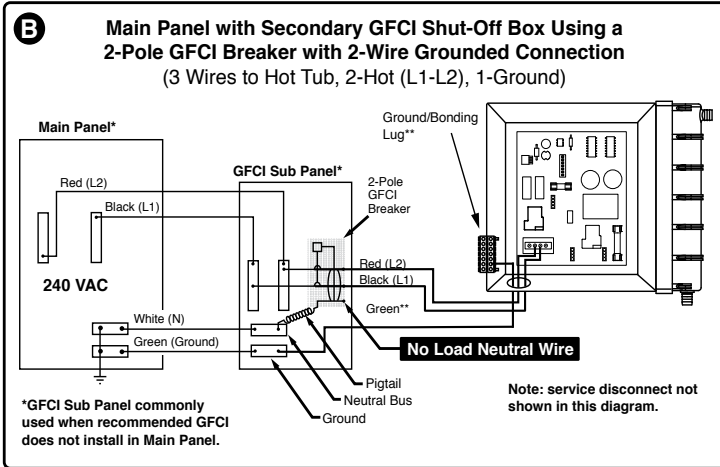 B
Main Panel with Secondary GFCI Shut-Off Box Using a
2-Pole GFCI Breaker with 2-Wire Grounded Connection
(3 Wires to Hot Tub, 2-Hot (L1-L2), 1-Ground)
Ground/Bonding
Lug**
Main Panel*
GFCI Sub Panel*
2-Pole
GFCI
Breaker
Red (L2)
Black (L1)
240 VAC
Red (L2)
Black (L1)
Green**
White (N)
Green (Ground)
No Load Neutral Wire
Pigtail
Neutral Bus
Ground
*GFCI Sub Panel commonly
used when recommended GFCI
does not install in Main Panel.
Note: service disconnect not
shown in this diagram.